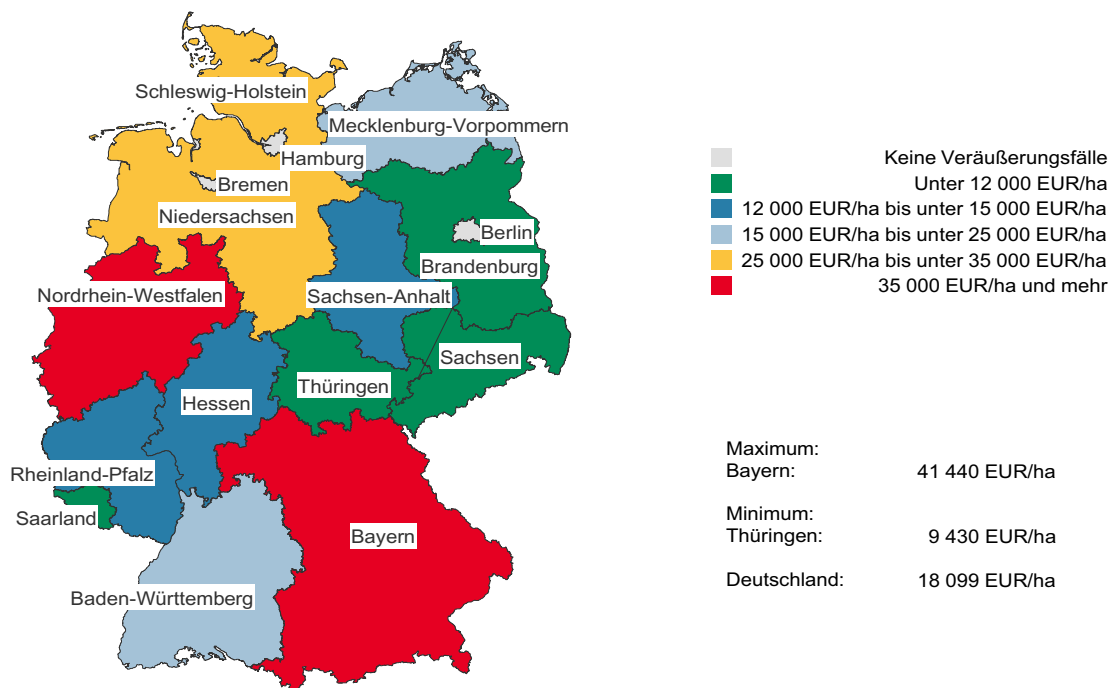 Schleswig-Holstein
Mecklenburg-Vorpommern
Hamburg
Bremen
Niedersachsen
Berlin
Brandenburg
Nordrhein-Westfalen
Sachsen-Anhalt
Sachsen
Thüringen
Hessen
Rheinland-Pfalz
Saarland
Bayern
Baden-Württemberg
Keine Veräußerungsfälle
Unter 12 000 EUR/ha
12 000 EUR/ha bis unter 15 000 EUR/ha
15 000 EUR/ha bis unter 25 000 EUR/ha
25 000 EUR/ha bis unter 35 000 EUR/ha
35 000 EUR/ha und mehr
Maximum:
Bayern: 41 440 EUR/ha
Minimum:
Thüringen: 9 430 EUR/ha
Deutschland: 18 099 EUR/ha